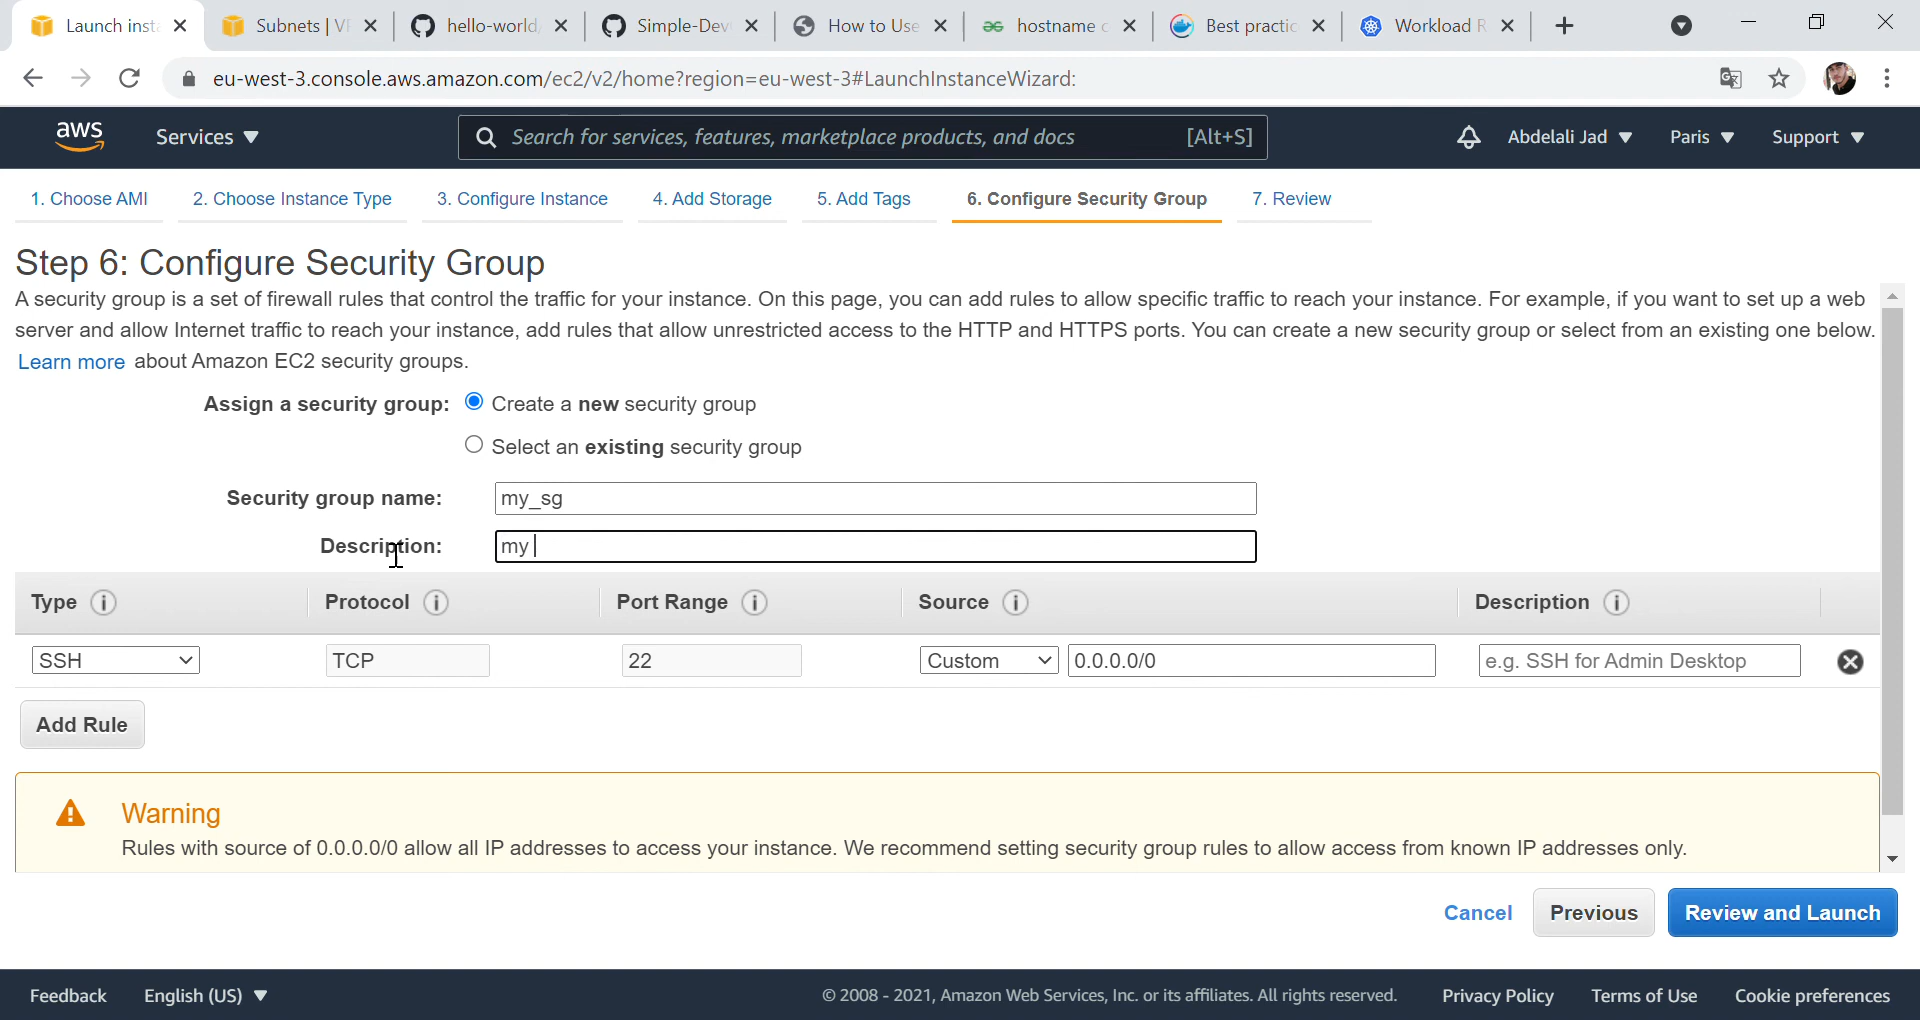 Launch inst
Subnets | VP
hello-world
Simple-Dev
How to Use
hostname c
Best practic
Workload R
eu-west-3.console.aws.amazon.com/ec2/v2/home?region=eu-west-3#LaunchInstanceWizard:
aws
Services
Search for services, features, marketplace products, and docs
[Alt+S]
Abdelali Jad
Paris
Support
1. Choose AMI
2. Choose Instance Type
3. Configure Instance
4. Add Storage
5. Add Tags
6. Configure Security Group
7. Review
Step 6: Configure Security Group
A security group is a set of firewall rules that control the traffic for your instance. On this page, you can add rules to allow specific traffic to reach your instance. For example, if you want to set up a web
server and allow Internet traffic to reach your instance, add rules that allow unrestricted access to the HTTP and HTTPS ports. You can create a new security group or select from an existing one below.
Learn more about Amazon EC2 security groups.
Assign a security group:
Create a new security group
Select an existing security group
Security group name:
my_sg
Description:
my
Type
Protocol
Port Range
Source
Description
SSH
TCP
22
Custom
0.0.0.0/0
e.g. SSH for Admin Desktop
Add Rule
Warning
Rules with source of 0.0.0.0/0 allow all IP addresses to access your instance. We recommend setting security group rules to allow access from known IP addresses only.
Cancel
Previous
Review and Launch
Feedback
English (US)
© 2008 - 2021, Amazon Web Services, Inc. or its affiliates. All rights reserved.
Privacy Policy
Terms of Use
Cookie preferences